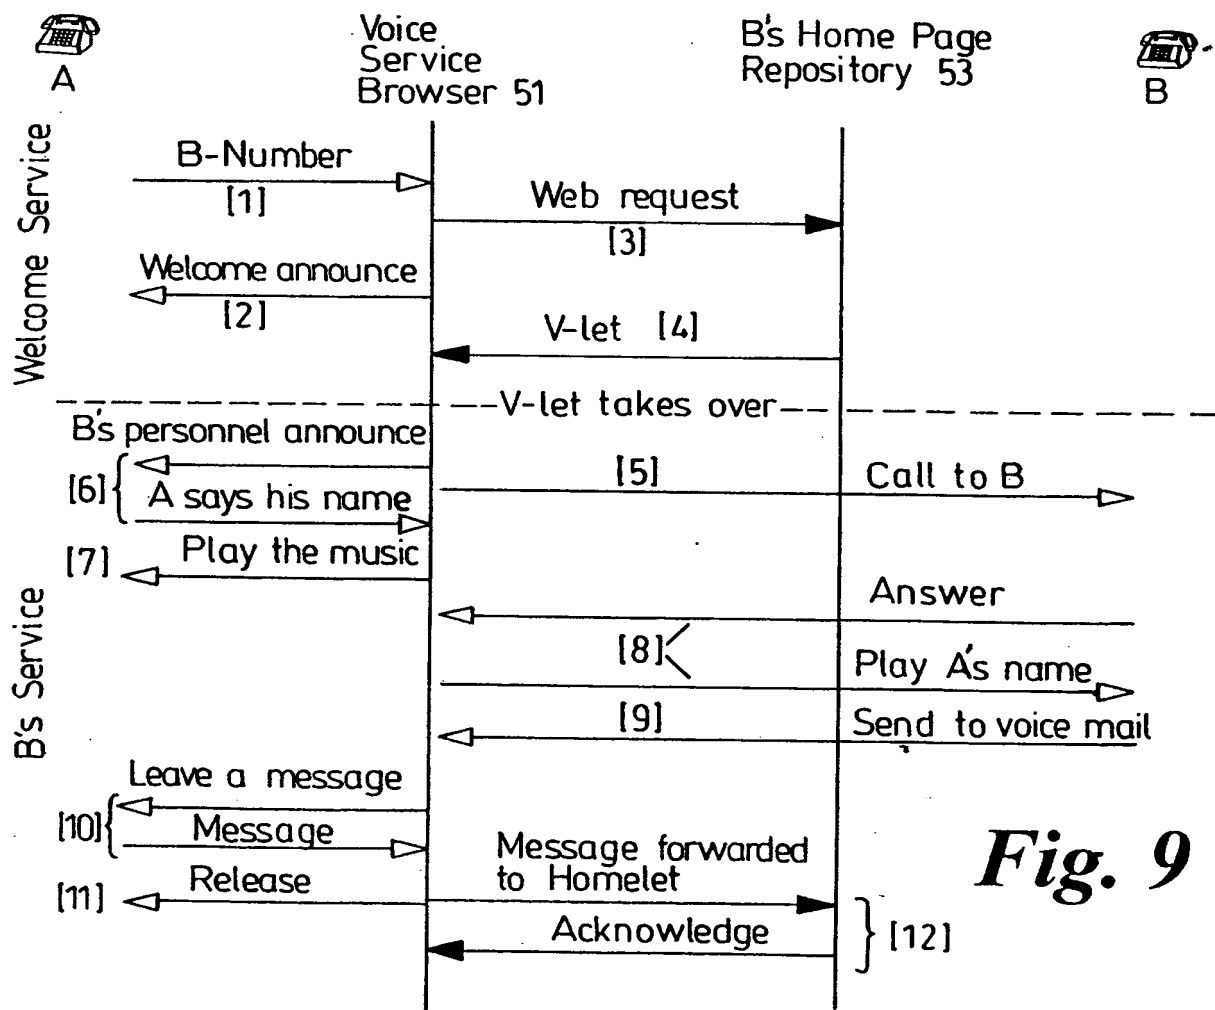 A
Voice
Service
Browser 51
B's Home Page
Repository 53
B
Welcome Service
B-Number
[1]
Web request
[3]
Welcome announce
[2]
V-let [4]
V-let takes over
B's personnel announce
[5]
Call to B
[6]
A says his name
[7]
Play the music
B's Service
Answer
[8]
Play A's name
[9]
Send to voice mail
Leave a message
[10]
Message
Message forwarded
to Homelet
[11]
Release
Acknowledge
[12]
Fig. 9